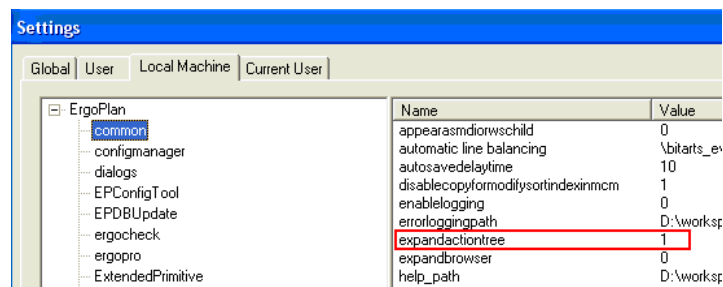 Settings
Global User Local Machine Current User
ErgoPlan
common
configmanager
dialogs
EPConfigTool
EPDBUpdate
ergocheck
ergopro
ExtendedPrimitive
Name Value
appearasmdiorwschild 0
automatic line balancing \bitarts_ev
autosavedelaytime 10
disablecopyformodifysortindexinmcm 1
enablelogging 0
errorloggingpath D:\worksp
expandactiontree 1
expandbrowser 0
help_path D:\worksp